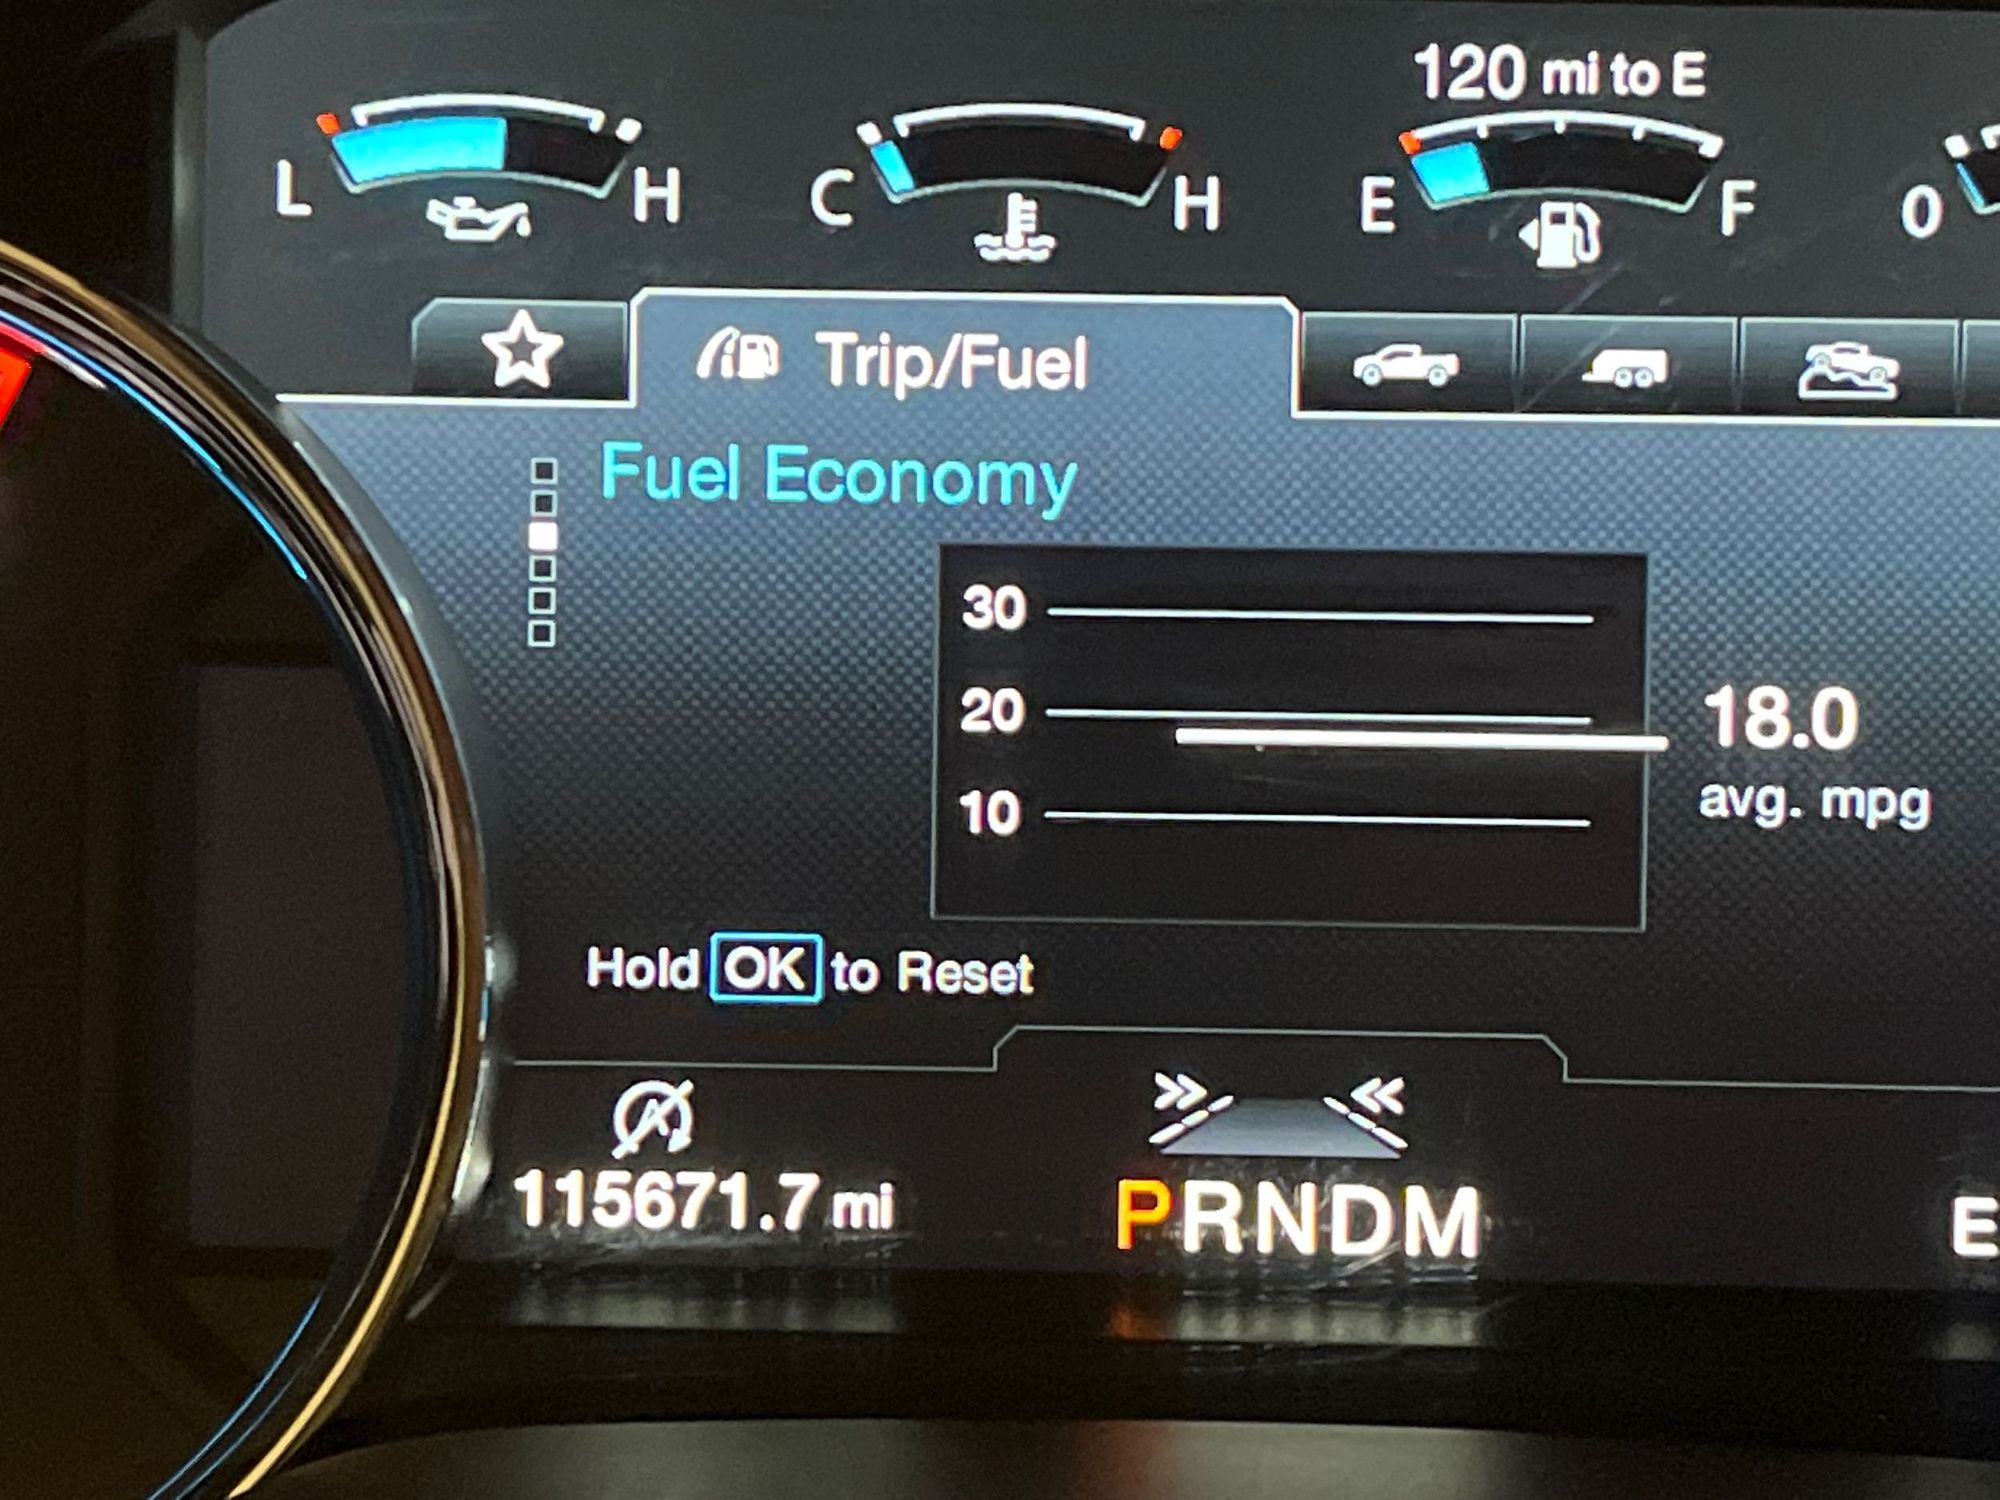 120 mi to E
L H C H E F 0
Trip/Fuel
Fuel Economy
30
20
18.0
avg. mpg
10
Hold OK to Reset
115671.7 mi
PRNDM
E